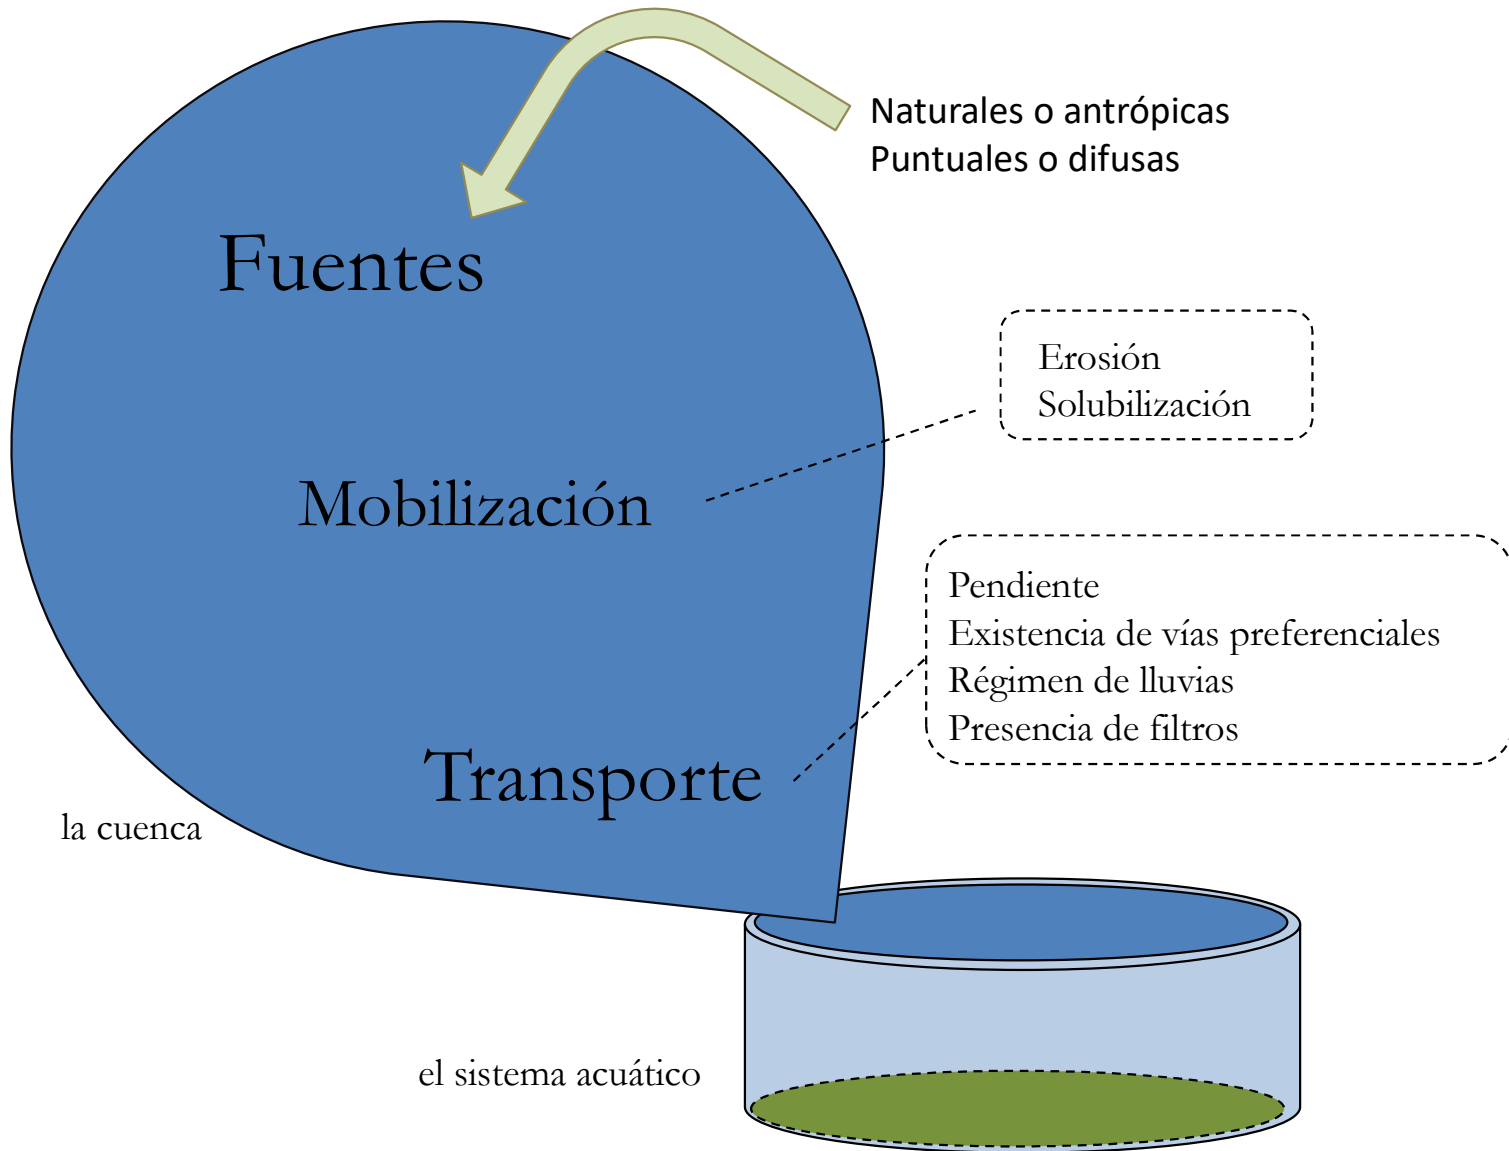 Naturales o antrópicas
Puntuales o difusas
Fuentes
Erosión
Solubilización
Mobilización
Pendiente
Existencia de vías preferenciales
Régimen de lluvias
Presencia de filtros
Transporte
la cuenca
el sistema acuático